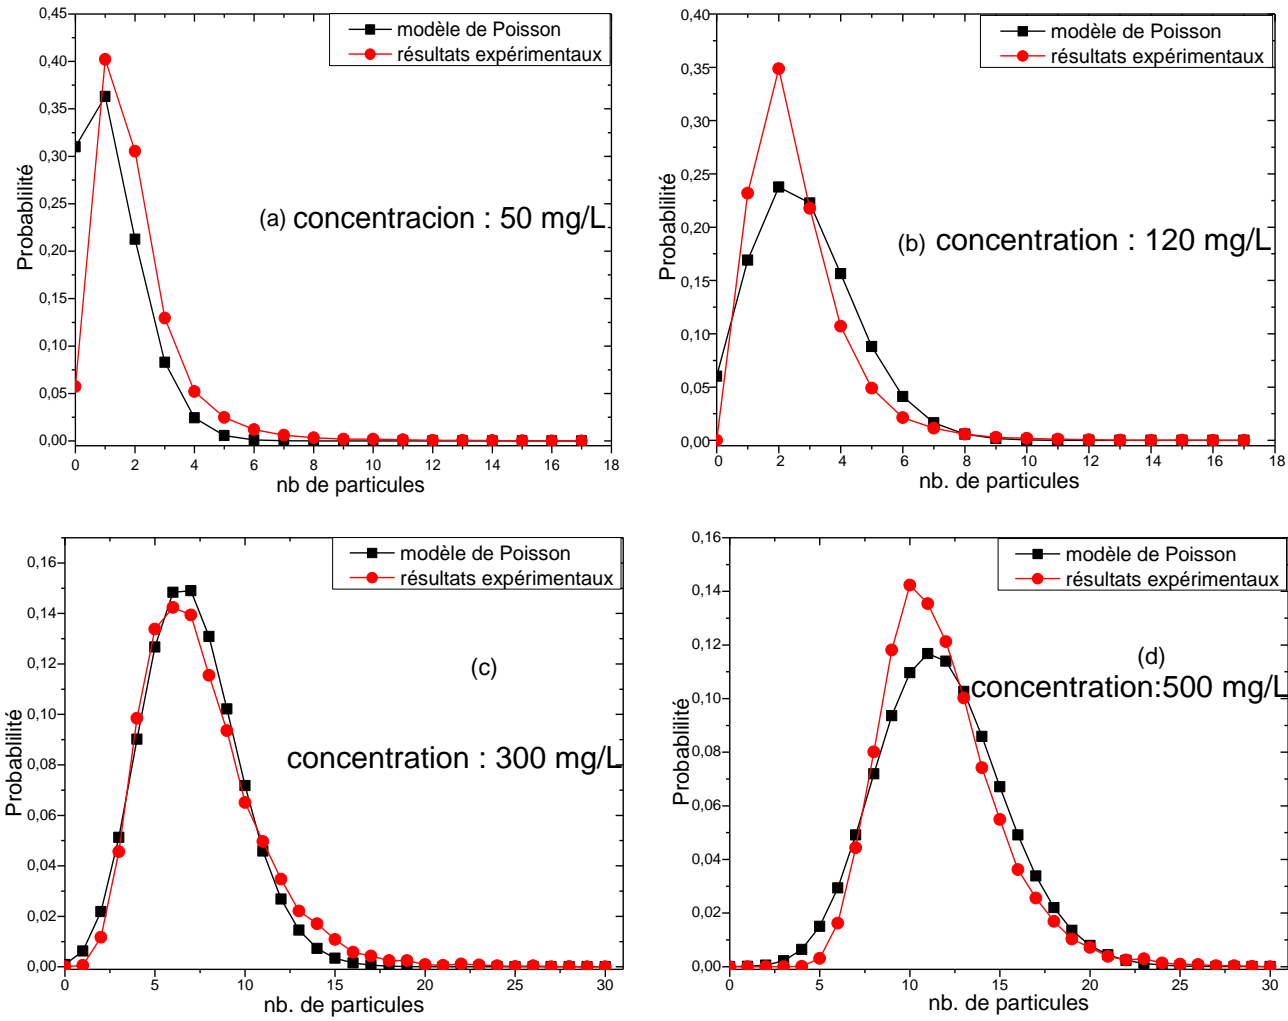 0,45
0,40
0,35
0,30
0,25
0,20
0,15
0,10
0,05
0,00
Probablilité
modèle de Poisson
résultats expérimentaux
(a) concentracion : 50 mg/L
0 2 4 6 8 10 12 14 16 18
nb de particules
0,40
0,35
0,30
0,25
0,20
0,15
0,10
0,05
0,00
Probablilité
modèle de Poisson
résultats expérimentaux
(b) concentration : 120 mg/L
0 2 4 6 8 10 12 14 16 18
nb. de particules
0,16
0,14
0,12
0,10
0,08
0,06
0,04
0,02
0,00
Probablilité
modèle de Poisson
résultats expérimentaux
(c)
concentration : 300 mg/L
0 5 10 15 20 25 30
nb. de particules
0,16
0,14
0,12
0,10
0,08
0,06
0,04
0,02
0,00
Probablilité
modèle de Poisson
résultats expérimentaux
(d)
concentration:500 mg/L
0 5 10 15 20 25 30
nb. de particules